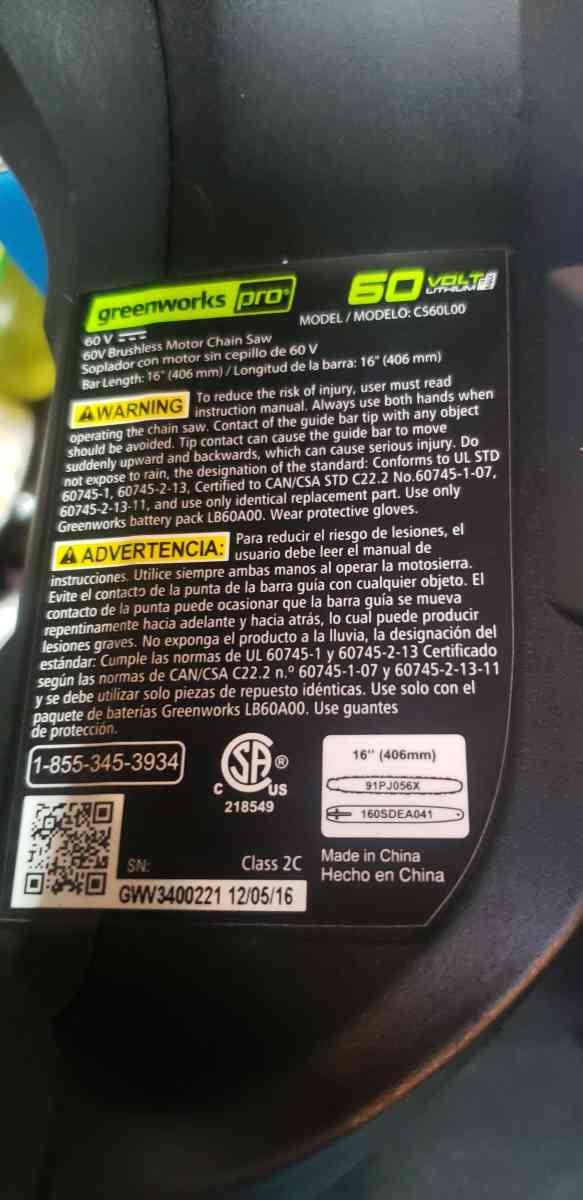 greenworks pro®
60 VOLT LITHIUM
MODEL / MODELO: CS60L00
60 V
60V Brushless Motor Chain Saw
Soplador con motor sin cepillo de 60 V
Bar Length: 16" (406 mm) / Longitud de la barra: 16" (406 mm)
WARNING To reduce the risk of injury, user must read
instruction manual. Always use both hands when
operating the chain saw. Contact of the guide bar tip with any object
should be avoided. Tip contact can cause the guide bar to move
suddenly upward and backwards, which can cause serious injury. Do
not expose to rain, the designation of the standard: Conforms to UL STD
60745-1, 60745-2-13, Certified to CAN/CSA STD C22.2 No.60745-1-07,
60745-2-13-11, and use only identical replacement part. Use only
Greenworks battery pack LB60A00. Wear protective gloves.
ADVERTENCIA: Para reducir el riesgo de lesiones, el
usuario debe leer el manual de
instrucciones. Utilice siempre ambas manos al operar la motosierra.
Evite el contacto de la punta de la barra guía con cualquier objeto. El
contacto de la punta puede ocasionar que la barra guía se mueva
repentinamente hacia adelante y hacia atrás, lo cual puede producir
lesiones graves. No exponga el producto a la lluvia, la designación del
estándar: Cumple las normas de UL 60745-1 y 60745-2-13 Certificado
según las normas de CAN/CSA C22.2 n.º 60745-1-07 y 60745-2-13-11
y se debe utilizar solo piezas de repuesto idénticas. Use solo con el
paquete de baterías Greenworks LB60A00. Use guantes
de protección.
1-855-345-3934
C SA® US
218549
16" (406mm)
91PJ056X
160SDEA041
SN:
Class 2C
Made in China
Hecho en China
GWV3400221 12/05/16